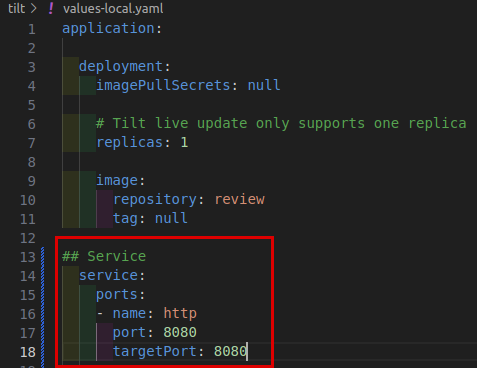 tilt > ! values-local.yaml
1 application:
2
3   deployment:
4     imagePullSecrets: null
5
6     # Tilt live update only supports one replica
7     replicas: 1
8
9     image:
10       repository: review
11       tag: null
12
13 ## Service
14   service:
15     ports:
16     - name: http
17       port: 8080
18       targetPort: 8080